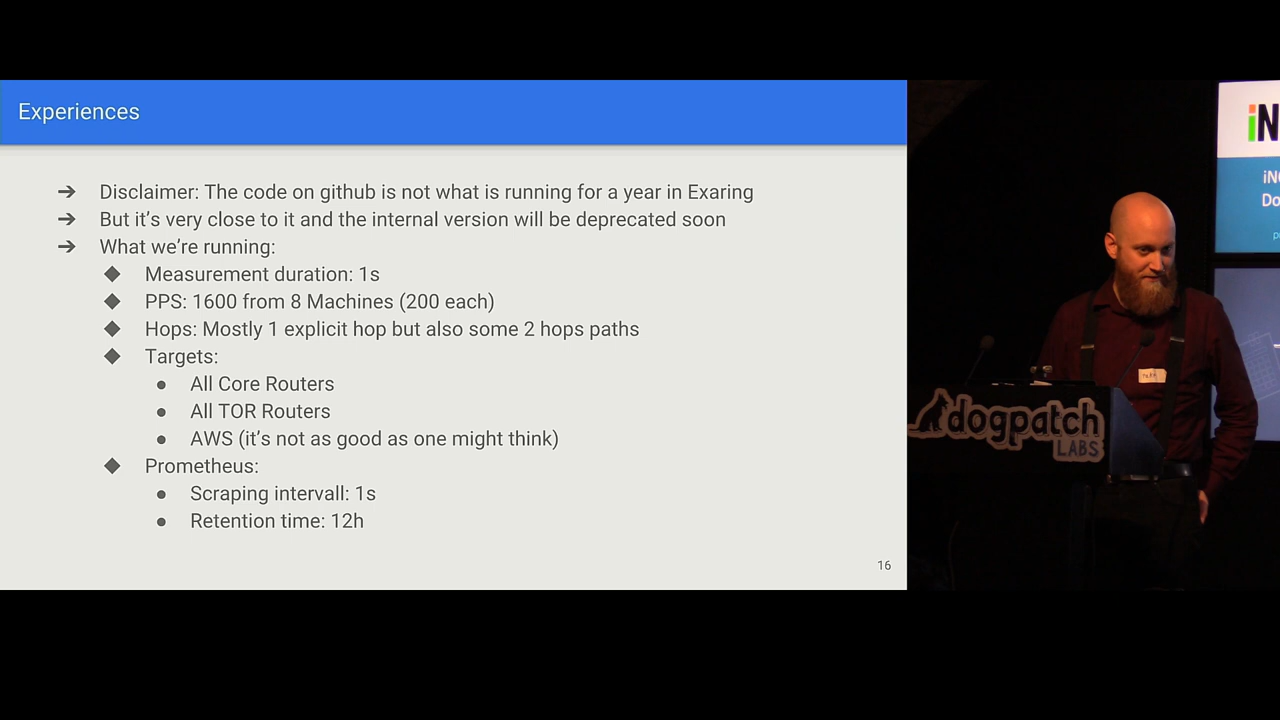 Experiences
➔ Disclaimer: The code on github is not what is running for a year in Exaring
➔ But it's very close to it and the internal version will be deprecated soon
➔ What we're running:
◆ Measurement duration: 1s
◆ PPS: 1600 from 8 Machines (200 each)
◆ Hops: Mostly 1 explicit hop but also some 2 hops paths
◆ Targets:
● All Core Routers
● All TOR Routers
● AWS (it's not as good as one might think)
◆ Prometheus:
● Scraping intervall: 1s
● Retention time: 12h
16
iN
iN
Do
dogpatch
LABS